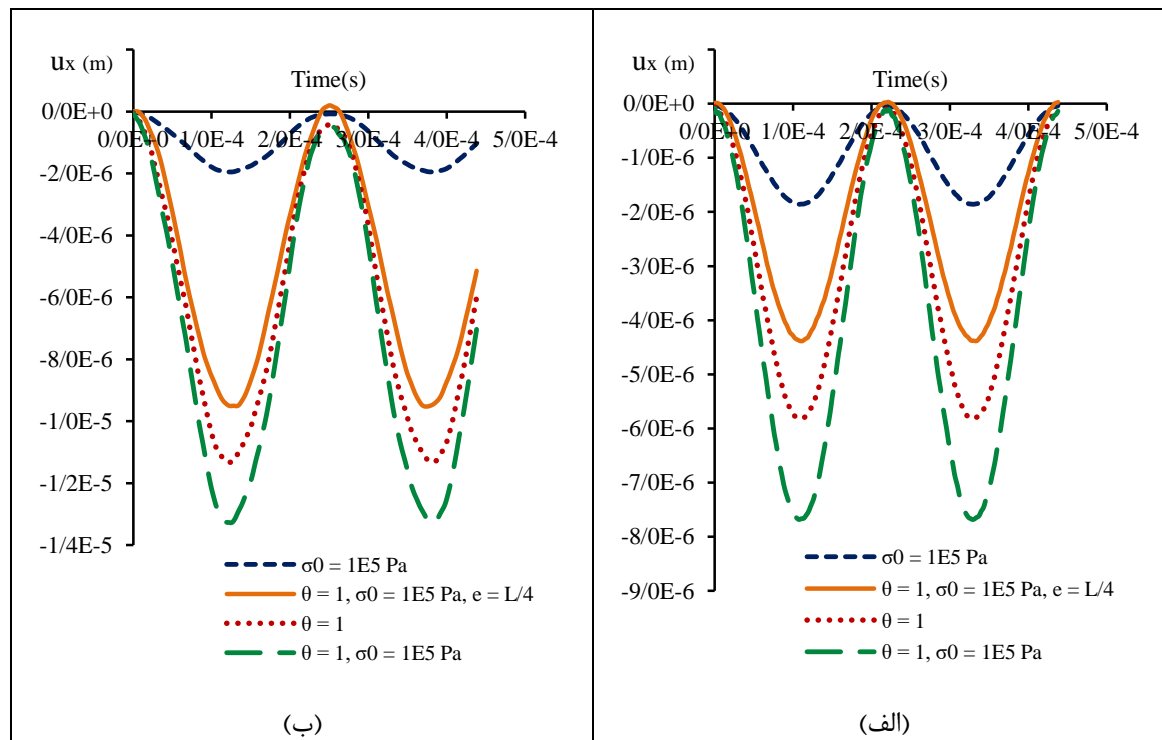 ux (m)
Time(s)
0/0E+0
-2/0E-6
-4/0E-6
-6/0E-6
-8/0E-6
-1/0E-5
-1/2E-5
-1/4E-5
0/0E+0 1/0E-4 2/0E-4 3/0E-4 4/0E-4 5/0E-4
σ0 = 1E5 Pa
θ = 1, σ0 = 1E5 Pa, e = L/4
θ = 1
θ = 1, σ0 = 1E5 Pa
(ب)
ux (m)
Time(s)
0/0E+0
-1/0E-6
-2/0E-6
-3/0E-6
-4/0E-6
-5/0E-6
-6/0E-6
-7/0E-6
-8/0E-6
-9/0E-6
0/0E+0 1/0E-4 2/0E-4 3/0E-4 4/0E-4 5/0E-4
σ0 = 1E5 Pa
θ = 1, σ0 = 1E5 Pa, e = L/4
θ = 1
θ = 1, σ0 = 1E5 Pa
(الف)